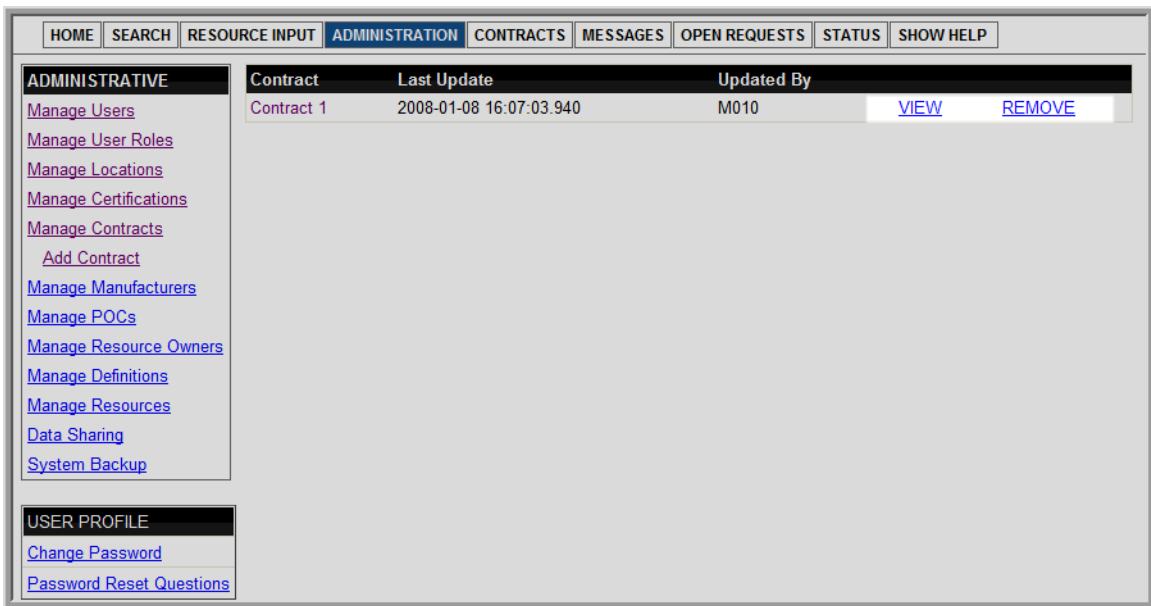 HOME SEARCH RESOURCE INPUT ADMINISTRATION CONTRACTS MESSAGES OPEN REQUESTS STATUS SHOW HELP
ADMINISTRATIVE
Manage Users
Manage User Roles
Manage Locations
Manage Certifications
Manage Contracts
Add Contract
Manage Manufacturers
Manage POCs
Manage Resource Owners
Manage Definitions
Manage Resources
Data Sharing
System Backup
USER PROFILE
Change Password
Password Reset Questions
Contract Last Update Updated By
Contract 1 2008-01-08 16:07:03.940 M010 VIEW REMOVE